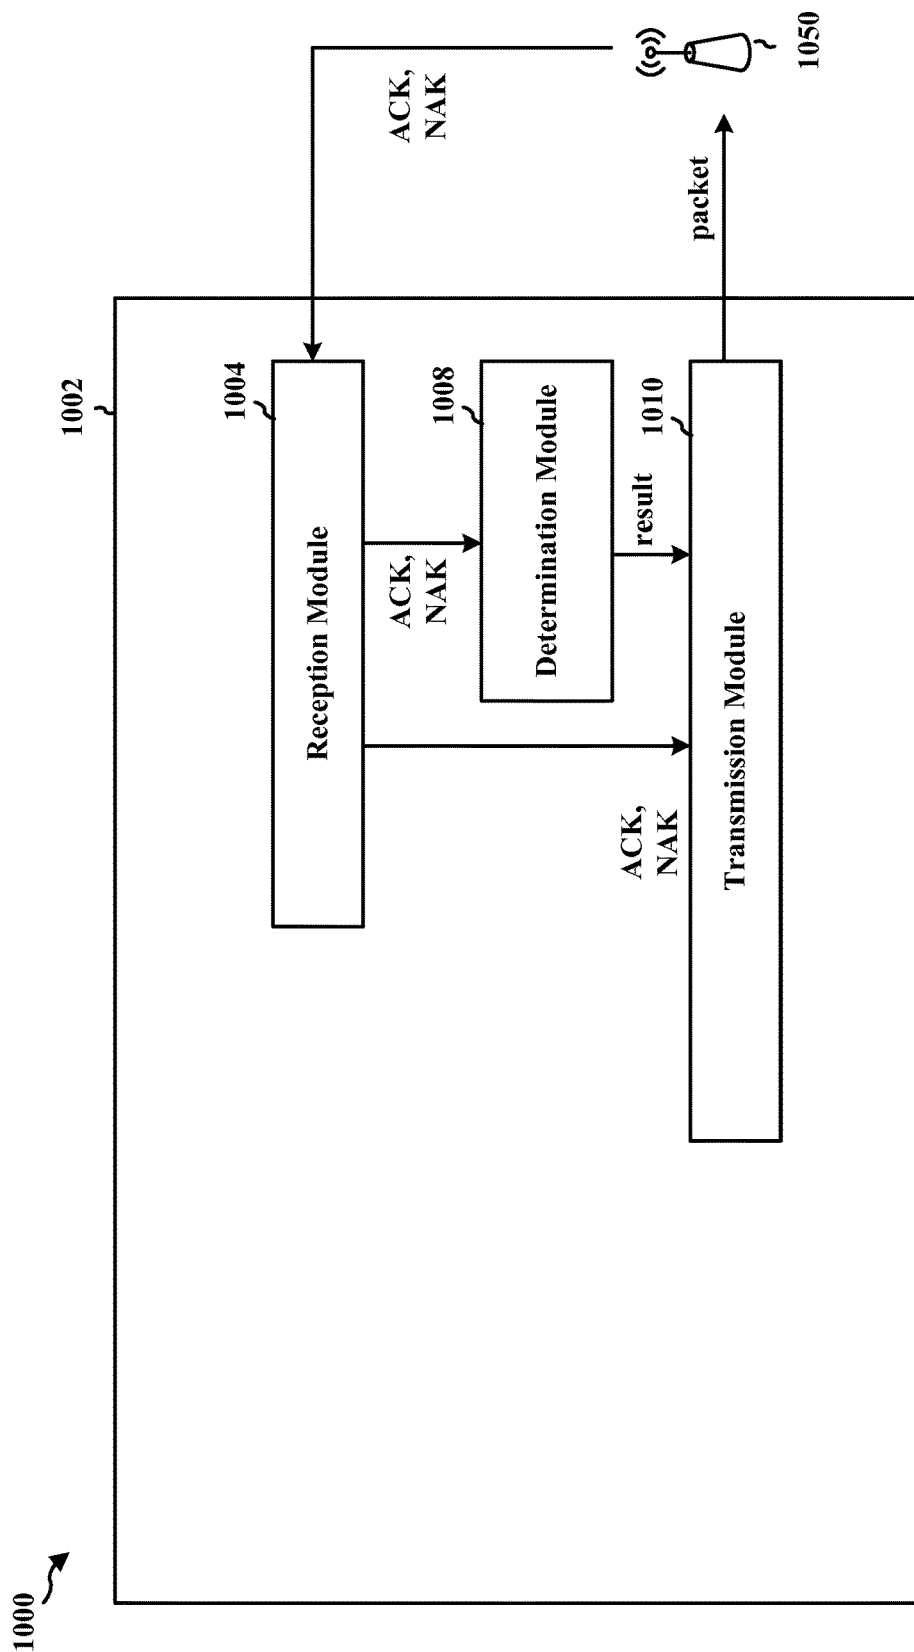 1000
1002
1004
Reception Module
ACK,
NAK
ACK,
NAK
1008
Determination Module
ACK,
NAK
result
1010
packet
Transmission Module
1050